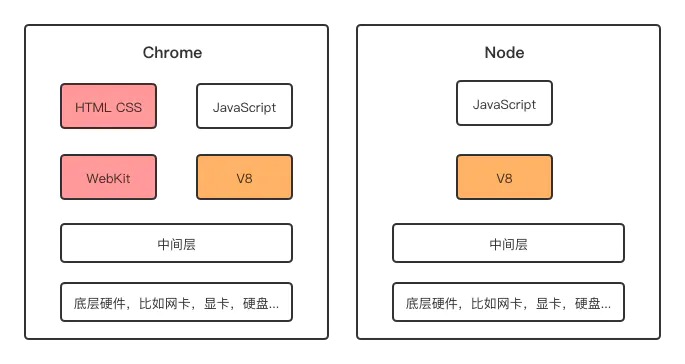 Chrome
HTML CSS
JavaScript
WebKit
V8
中间层
底层硬件，比如网卡，显卡，硬盘...
Node
JavaScript
V8
中间层
底层硬件，比如网卡，显卡，硬盘...